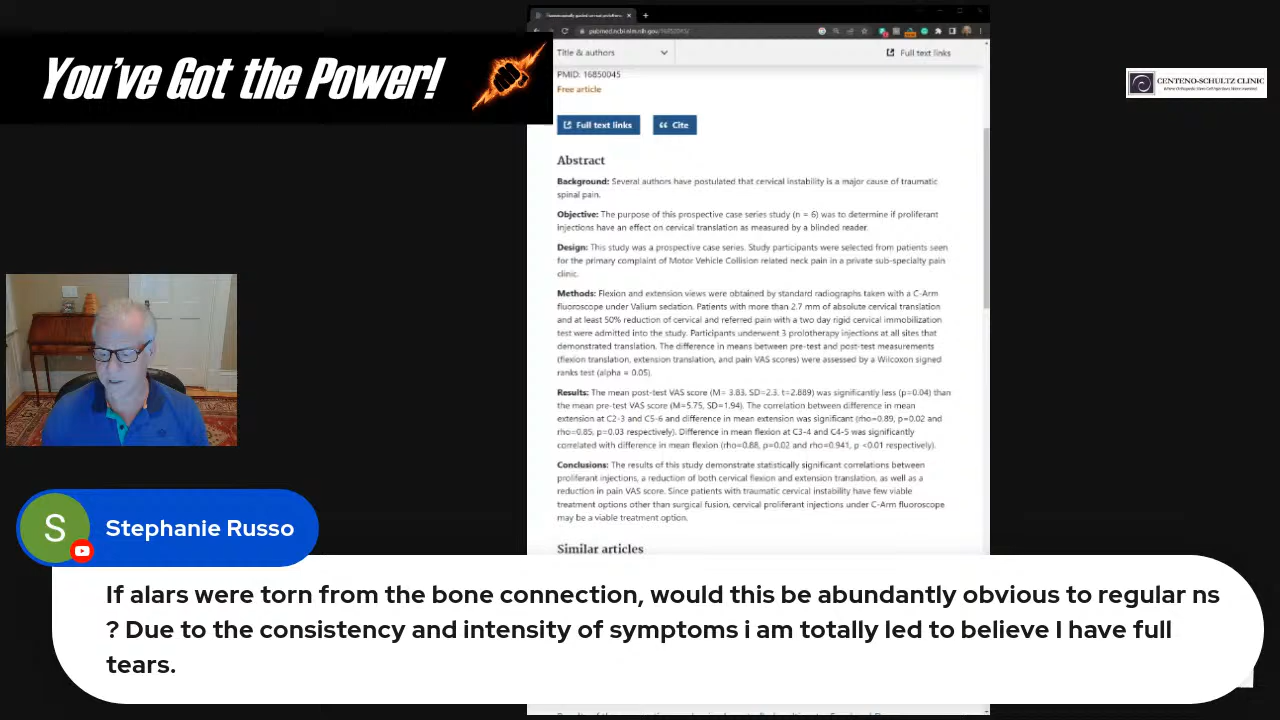 You've Got the Power!
pubmed.ncbi.nlm.nih.gov/16850045/
CENTENO-SCHULTZ CLINIC
Title & authors
Full text links
PMID: 16850045
Free article
Full text links
Cite
Abstract
Background: Several authors have postulated that cervical instability is a major cause of traumatic
spinal pain.
Objective: The purpose of this prospective case series study (n = 6) was to determine if proliferant
injections have an effect on cervical translation as measured by a blinded reader.
Design: This study was a prospective case series. Study participants were selected from patients seen
for the primary complaint of Motor Vehicle Collision related neck pain in a private sub-specialty pain
clinic.
Methods: Flexion and extension views were obtained by standard radiographs taken with a C-Arm
fluoroscope under Valium sedation. Patients with more than 2.7 mm of absolute cervical translation
and at least 50% reduction of cervical and referred pain with a two day rigid cervical immobilization
test were admitted into the study. Participants underwent 3 prolotherapy injections at all sites that
demonstrated translation. The difference in means between pre-test and post-test measurements
(flexion translation, extension translation, and pain VAS scores) were assessed by a Wilcoxon signed
ranks test (alpha = 0.05).
Results: The mean post-test VAS score (M= 3.83, SD=2.3, t=2.889) was significantly less (p=0.04) than
the mean pre-test VAS score (M=5.75, SD=1.94). The correlation between difference in mean
extension at C2-3 and C5-6 and difference in mean extension was significant (rho=0.89, p=0.02 and
rho=0.85, p=0.03 respectively). Difference in mean flexion at C3-4 and C4-5 was significantly
correlated with difference in mean flexion (rho=0.88, p=0.02 and rho=0.941, p <0.01 respectively).
Conclusions: The results of this study demonstrate statistically significant correlations between
proliferant injections, a reduction of both cervical flexion and extension translation, as well as a
reduction in pain VAS score. Since patients with traumatic cervical instability have few viable
treatment options other than surgical fusion, cervical proliferant injections under C-Arm fluoroscope
may be a viable treatment option.
Similar articles
S
Stephanie Russo
If alars were torn from the bone connection, would this be abundantly obvious to regular ns
? Due to the consistency and intensity of symptoms i am totally led to believe I have full
tears.